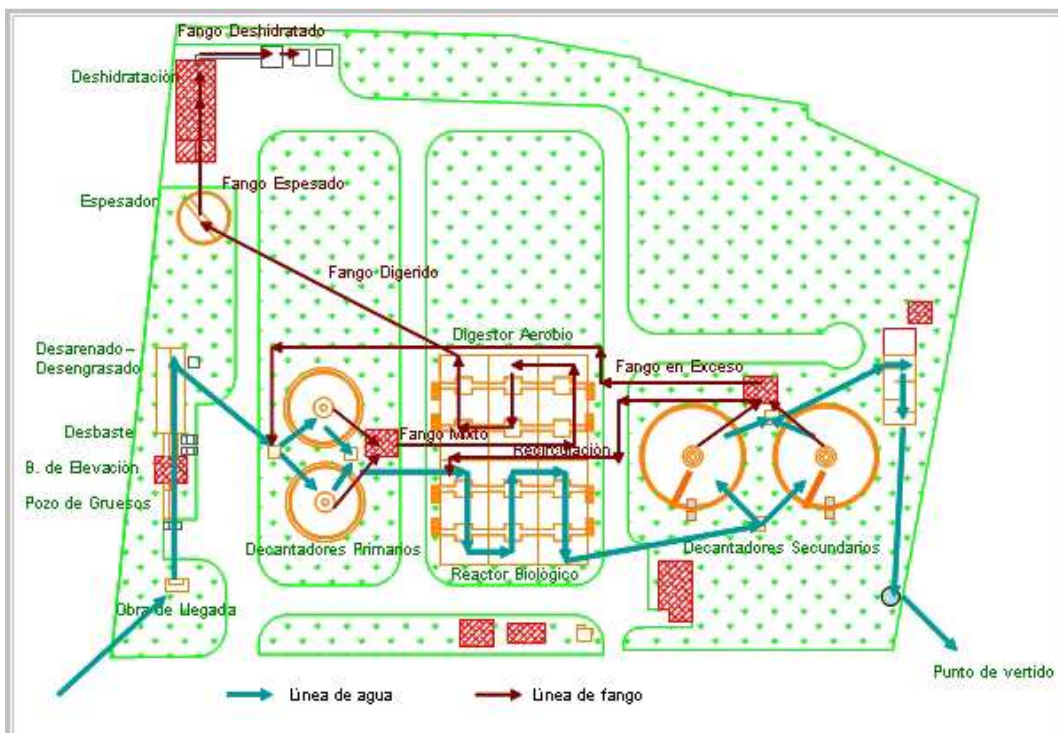 Fango Deshidratado
Deshidratación
Fango Espesado
Espesador
Fango Digerido
Digestor Aerobio
Desarenado-
Desengrasado
Fango en Exceso
Desbaste
Fango Mixto
Recirculación
B. de Elevación
Pozo de Gruesos
Decantadores Primarios
Decantadores Secundarios
Reactor Biológico
Obra de Llegada
Punto de vertido
Línea de agua
Línea de fango